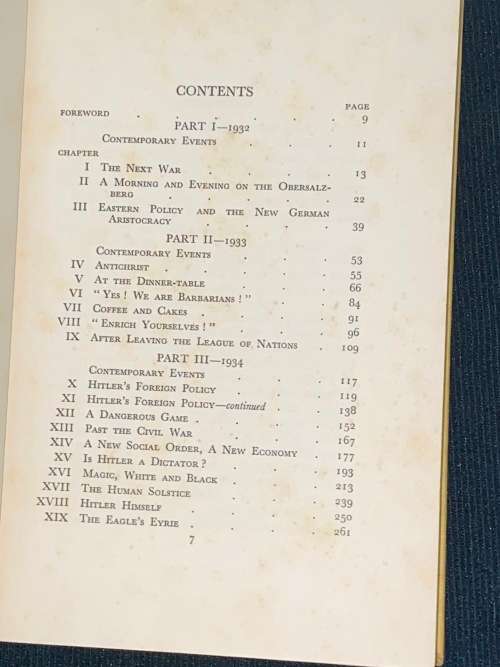 CONTENTS
PAGE
FOREWORD . . . . . . 9
PART I—1932
CONTEMPORARY EVENTS . . . 11
CHAPTER
I THE NEXT WAR . . . . 13
II A MORNING AND EVENING ON THE OBERSALZ-
BERG . . . . . 22
III EASTERN POLICY AND THE NEW GERMAN
ARISTOCRACY . . . . 39
PART II—1933
CONTEMPORARY EVENTS . . . 53
IV ANTICHRIST . . . . . 55
V AT THE DINNER-TABLE . . . 66
VI “ YES ! WE ARE BARBARIANS ! ” . . 84
VII COFFEE AND CAKES . . . . 91
VIII “ ENRICH YOURSELVES ! ” . . . 96
IX AFTER LEAVING THE LEAGUE OF NATIONS . 109
PART III—1934
CONTEMPORARY EVENTS . . . 117
X HITLER’S FOREIGN POLICY . . . 119
XI HITLER’S FOREIGN POLICY—continued . . 138
XII A DANGEROUS GAME . . . . 152
XIII PAST THE CIVIL WAR . . . 167
XIV A NEW SOCIAL ORDER, A NEW ECONOMY . 177
XV IS HITLER A DICTATOR ? . . . 193
XVI MAGIC, WHITE AND BLACK . . . 213
XVII THE HUMAN SOLSTICE . . . 239
XVIII HITLER HIMSELF . . . . 250
XIX THE EAGLE’S EYRIE . . . . 261
7